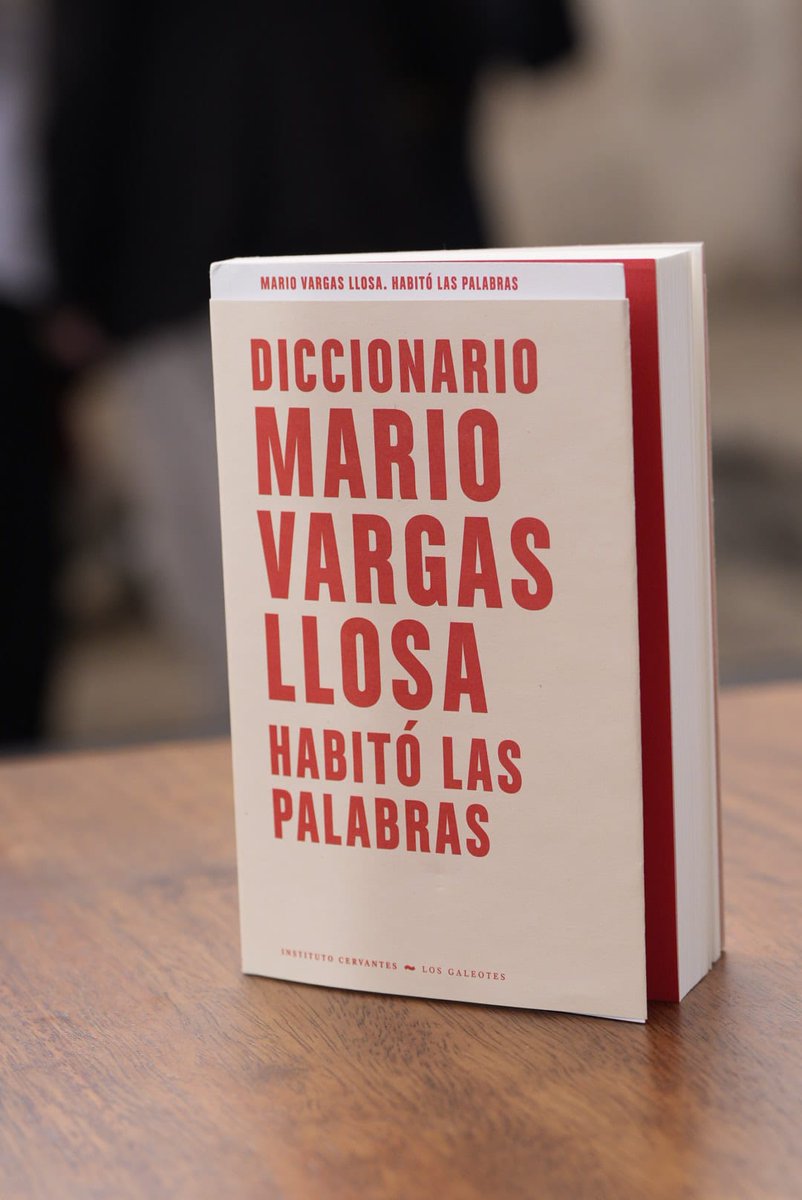 MARIO VARGAS LLOSA. HABITÓ LAS PALABRAS
DICCIONARIO
MARIO
VARGAS
LLOSA
HABITÓ LAS
PALABRAS
INSTITUTO CERVANTES ~ LOS GALEOTES